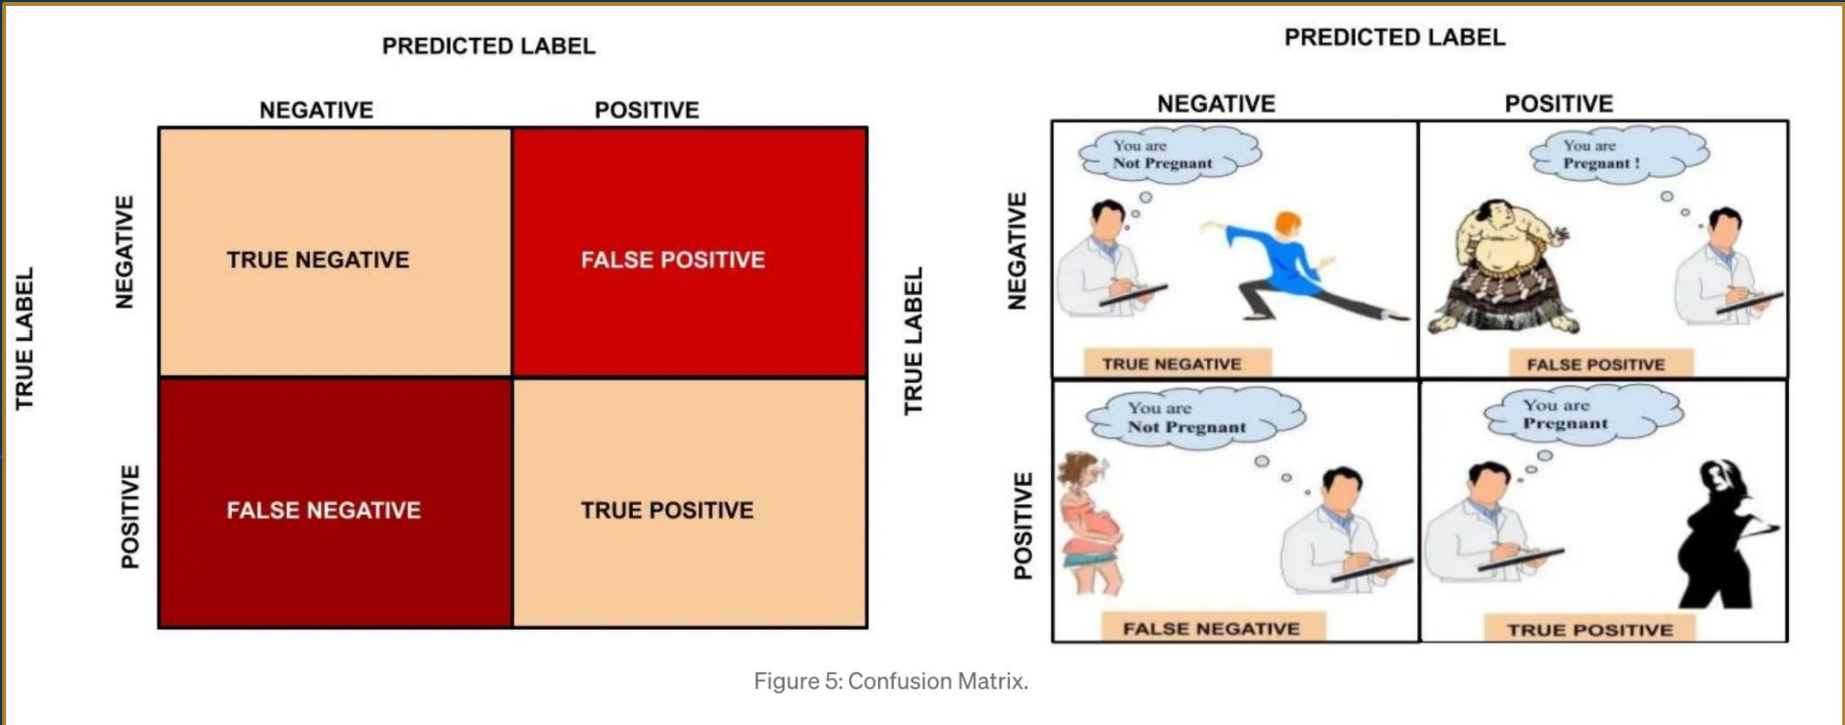 PREDICTED LABEL
NEGATIVE
POSITIVE
TRUE LABEL
NEGATIVE
TRUE NEGATIVE
FALSE POSITIVE
POSITIVE
FALSE NEGATIVE
TRUE POSITIVE
PREDICTED LABEL
NEGATIVE
POSITIVE
TRUE LABEL
NEGATIVE
You are
Not Pregnant
TRUE NEGATIVE
You are
Pregnant !
FALSE POSITIVE
POSITIVE
You are
Not Pregnant
FALSE NEGATIVE
You are
Pregnant
TRUE POSITIVE
Figure 5: Confusion Matrix.